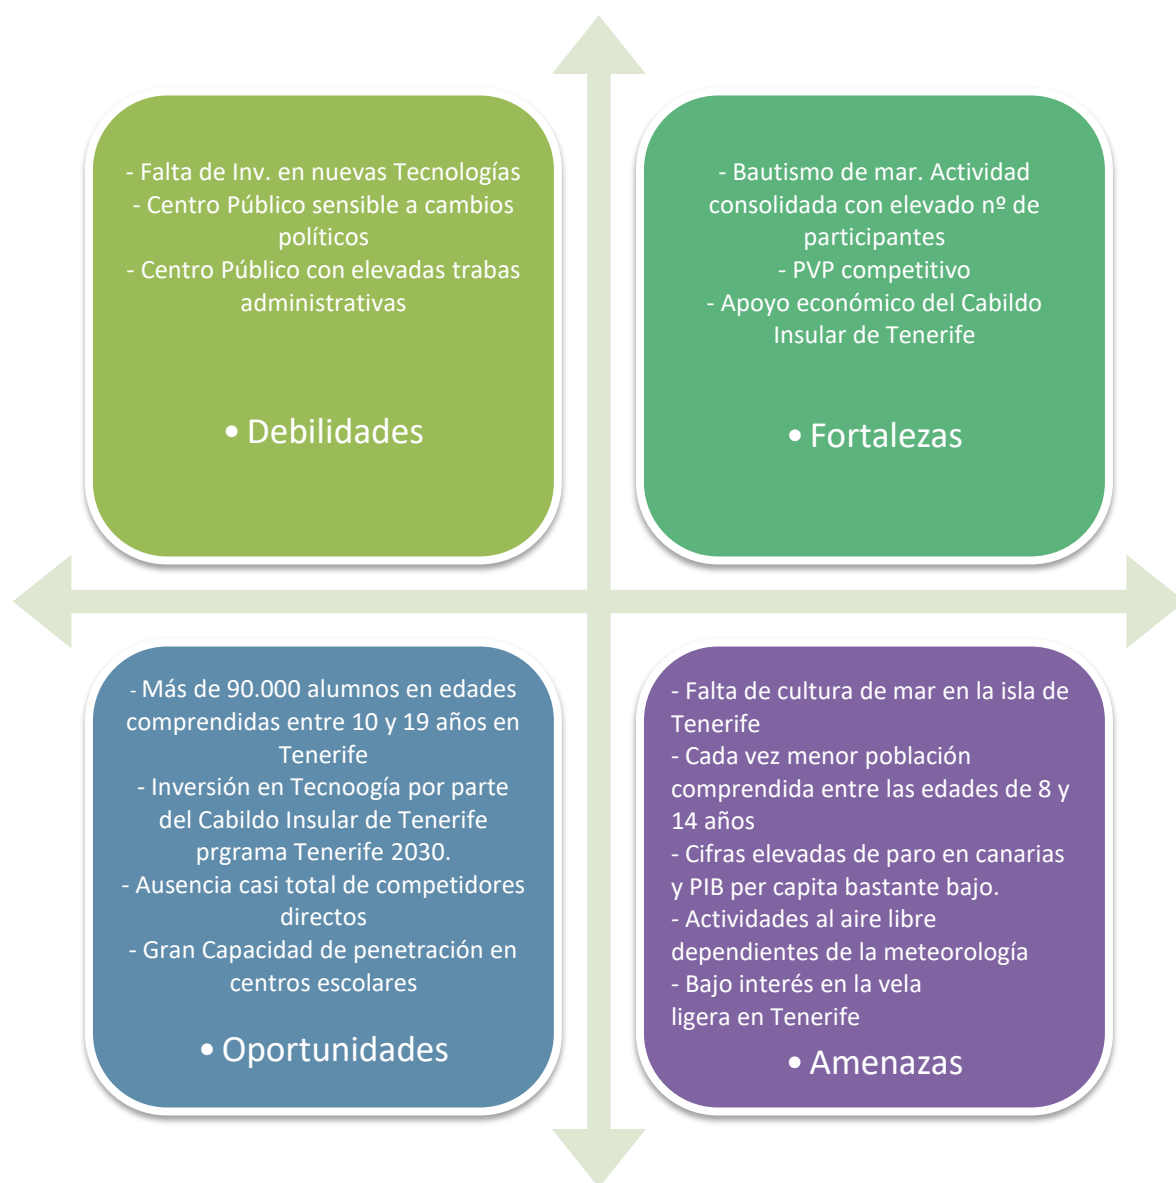 - Falta de Inv. en nuevas Tecnologías
- Centro Público sensible a cambios
políticos
- Centro Público con elevadas trabas
administrativas
• Debilidades
- Bautismo de mar. Actividad
consolidada con elevado nº de
participantes
- PVP competitivo
- Apoyo económico del Cabildo
Insular de Tenerife
• Fortalezas
- Más de 90.000 alumnos en edades
comprendidas entre 10 y 19 años en
Tenerife
- Inversión en Tecnoogía por parte
del Cabildo Insular de Tenerife
prgrama Tenerife 2030.
- Ausencia casi total de competidores
directos
- Gran Capacidad de penetración en
centros escolares
• Oportunidades
- Falta de cultura de mar en la isla de
Tenerife
- Cada vez menor población
comprendida entre las edades de 8 y
14 años
- Cifras elevadas de paro en canarias
y PIB per capita bastante bajo.
- Actividades al aire libre
dependientes de la meteorología
- Bajo interés en la vela
ligera en Tenerife
• Amenazas